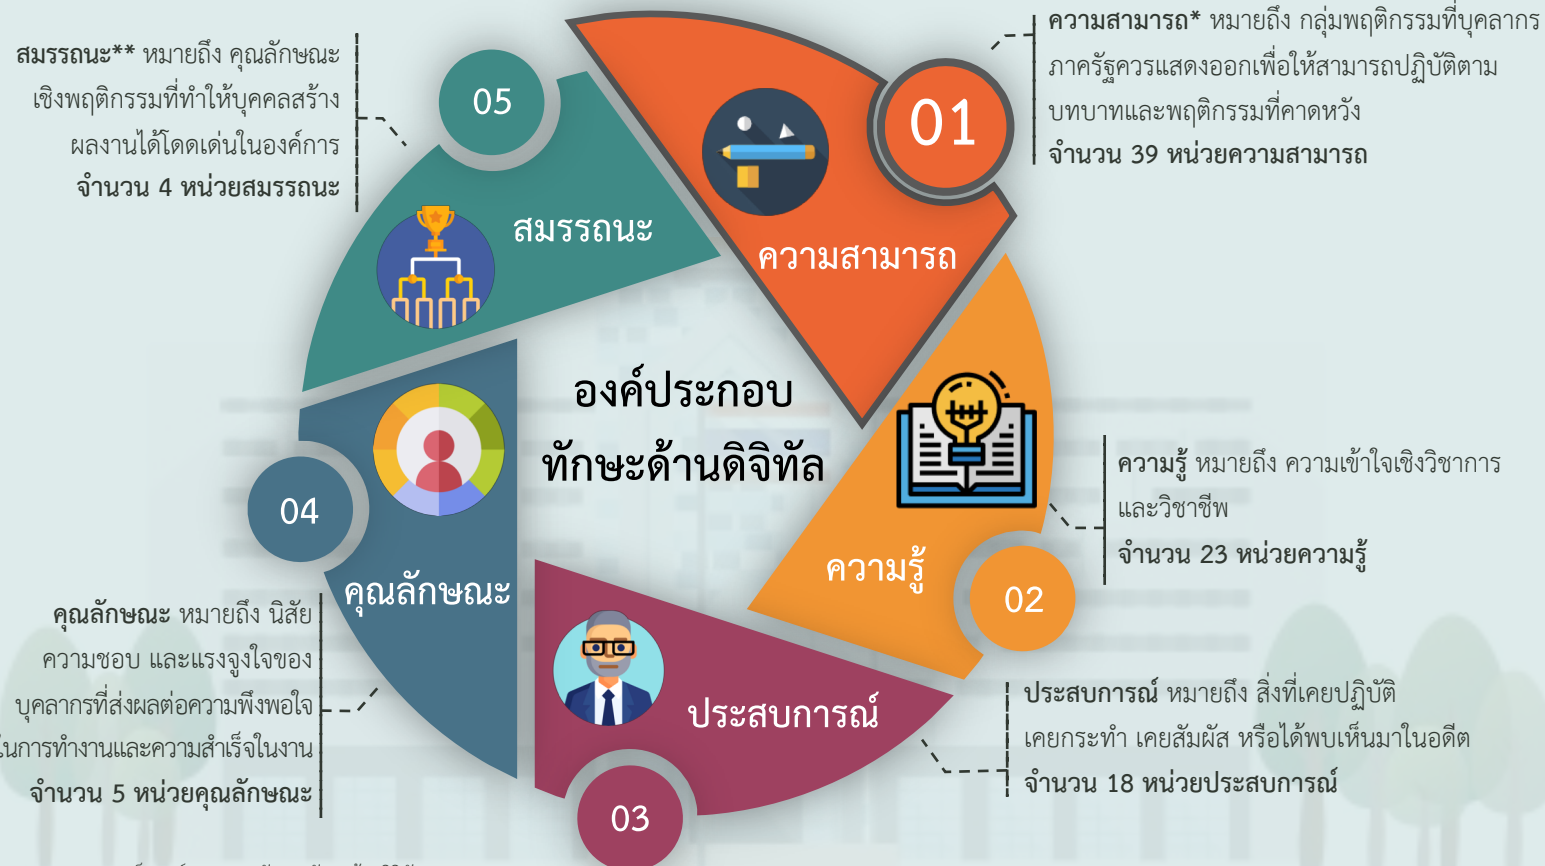 ความสามารถ* หมายถึง กลุ่มพฤติกรรมที่บุคลากร
ภาครัฐควรแสดงออกเพื่อให้สามารถปฏิบัติตาม
บทบาทและพฤติกรรมที่คาดหวัง
จำนวน 39 หน่วยความสามารถ
01
ความสามารถ
สมรรถนะ** หมายถึง คุณลักษณะ
เชิงพฤติกรรมที่ทำให้บุคคลสร้าง
ผลงานได้โดดเด่นในองค์การ
จำนวน 4 หน่วยสมรรถนะ
05
สมรรถนะ
องค์ประกอบ
ทักษะด้านดิจิทัล
ความรู้ หมายถึง ความเข้าใจเชิงวิชาการ
และวิชาชีพ
จำนวน 23 หน่วยความรู้
ความรู้
02
04
คุณลักษณะ
คุณลักษณะ หมายถึง นิสัย
ความชอบ และแรงจูงใจของ
บุคลากรที่ส่งผลต่อความพึงพอใจ
ในการทำงานและความสำเร็จในงาน
จำนวน 5 หน่วยคุณลักษณะ
ประสบการณ์
03
ประสบการณ์ หมายถึง สิ่งที่เคยปฏิบัติ
เคยกระทำ เคยสัมผัส หรือได้พบเห็นมาในอดีต
จำนวน 18 หน่วยประสบการณ์